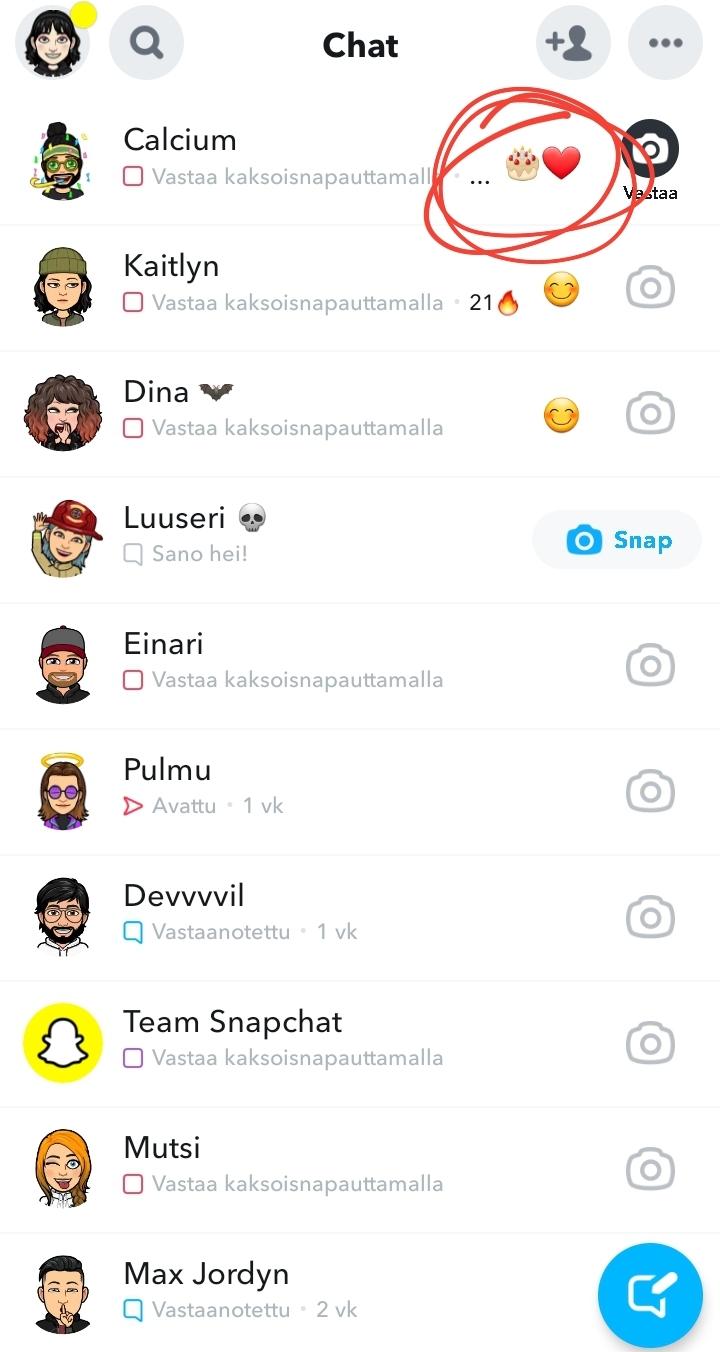 Chat
Calcium
Vastaa kaksoisnapauttamall · ... 🎂❤️
Vastaa
Kaitlyn
Vastaa kaksoisnapauttamalla · 21🔥 😊
Dina 🦇
Vastaa kaksoisnapauttamalla 😊
Luuseri 💀
Sano hei!
Snap
Einari
Vastaa kaksoisnapauttamalla
Pulmu
Avattu · 1 vk
Devvvvil
Vastaanotettu · 1 vk
Team Snapchat
Vastaa kaksoisnapauttamalla
Mutsi
Vastaa kaksoisnapauttamalla
Max Jordyn
Vastaanotettu · 2 vk